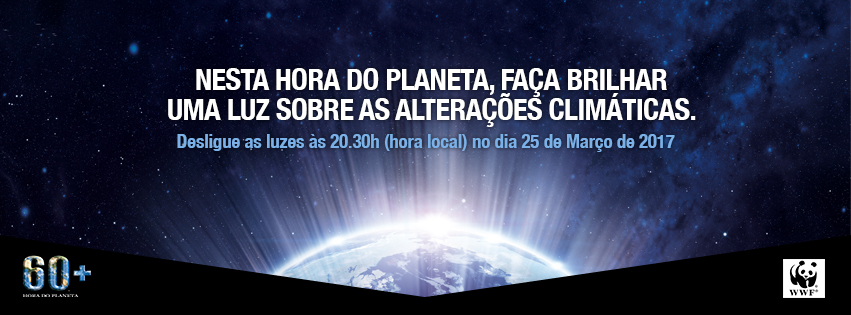 NESTA HORA DO PLANETA, FAÇA BRILHAR
UMA LUZ SOBRE AS ALTERAÇÕES CLIMÁTICAS.
Desligue as luzes às 20.30h (hora local) no dia 25 de Março de 2017
60+
HORA DO PLANETA
WWF®